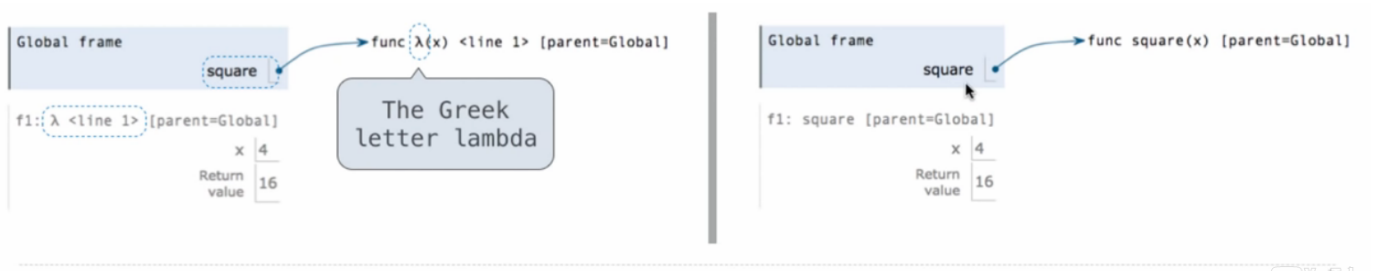 Global frame
func λ(x) <line 1> [parent=Global]
square
The Greek
letter lambda
f1: λ <line 1> [parent=Global]
x 4
Return
value 16
Global frame
func square(x) [parent=Global]
square
f1: square [parent=Global]
x 4
Return
value 16